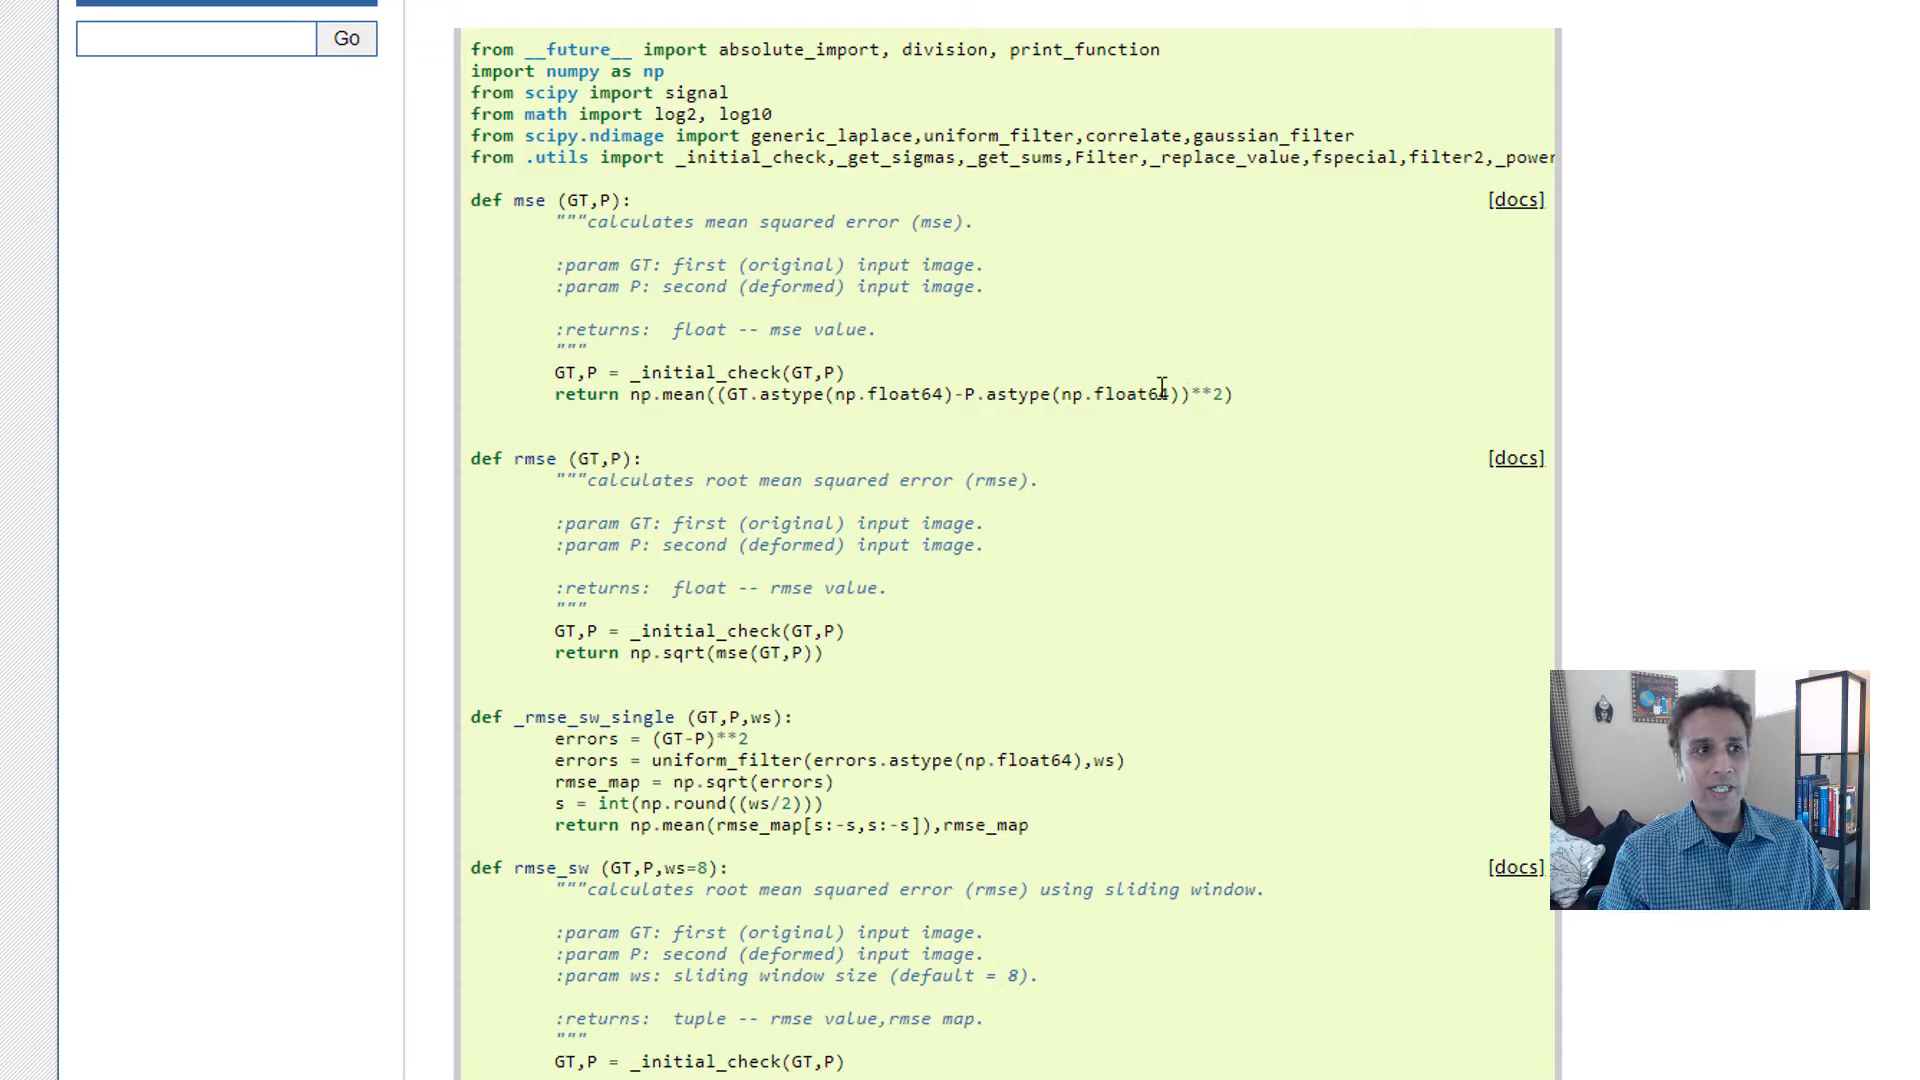 Go
from __future__ import absolute_import, division, print_function
import numpy as np
from scipy import signal
from math import log2, log10
from scipy.ndimage import generic_laplace,uniform_filter,correlate,gaussian_filter
from .utils import _initial_check,_get_sigmas,_get_sums,Filter,_replace_value,fspecial,filter2,_power
def mse (GT,P): [docs]
"""calculates mean squared error (mse).
:param GT: first (original) input image.
:param P: second (deformed) input image.
:returns:  float -- mse value.
"""
GT,P = _initial_check(GT,P)
return np.mean((GT.astype(np.float64)-P.astype(np.float64))**2)
def rmse (GT,P): [docs]
"""calculates root mean squared error (rmse).
:param GT: first (original) input image.
:param P: second (deformed) input image.
:returns:  float -- rmse value.
"""
GT,P = _initial_check(GT,P)
return np.sqrt(mse(GT,P))
def _rmse_sw_single (GT,P,ws):
errors = (GT-P)**2
errors = uniform_filter(errors.astype(np.float64),ws)
rmse_map = np.sqrt(errors)
s = int(np.round((ws/2)))
return np.mean(rmse_map[s:-s,s:-s]),rmse_map
def rmse_sw (GT,P,ws=8): [docs]
"""calculates root mean squared error (rmse) using sliding window.
:param GT: first (original) input image.
:param P: second (deformed) input image.
:param ws: sliding window size (default = 8).
:returns:  tuple -- rmse value,rmse map.
"""
GT,P = _initial_check(GT,P)